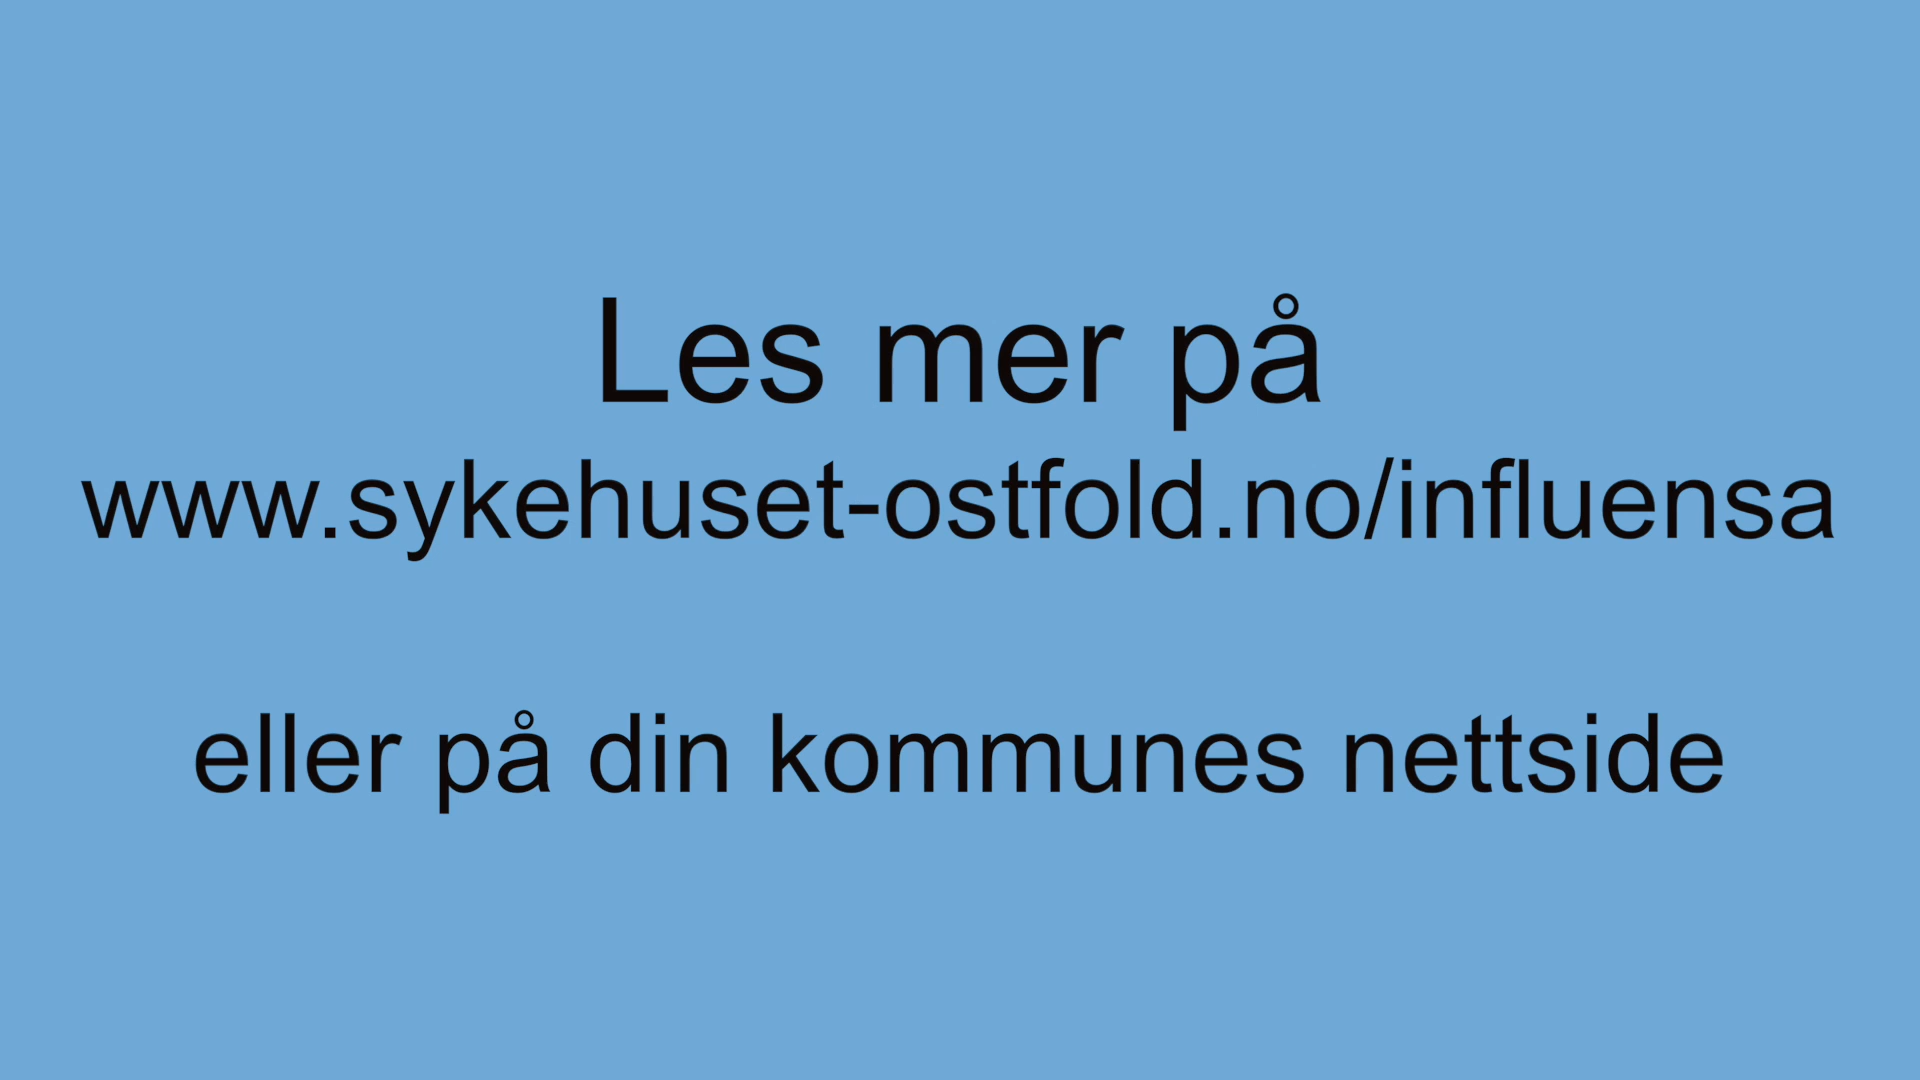 Les mer på
www.sykehuset-ostfold.no/influensa
eller på din kommunes nettside